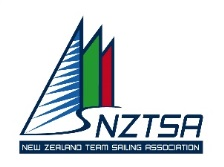 NZTSA
NEW ZEALAND TEAM SAILING ASSOCIATION